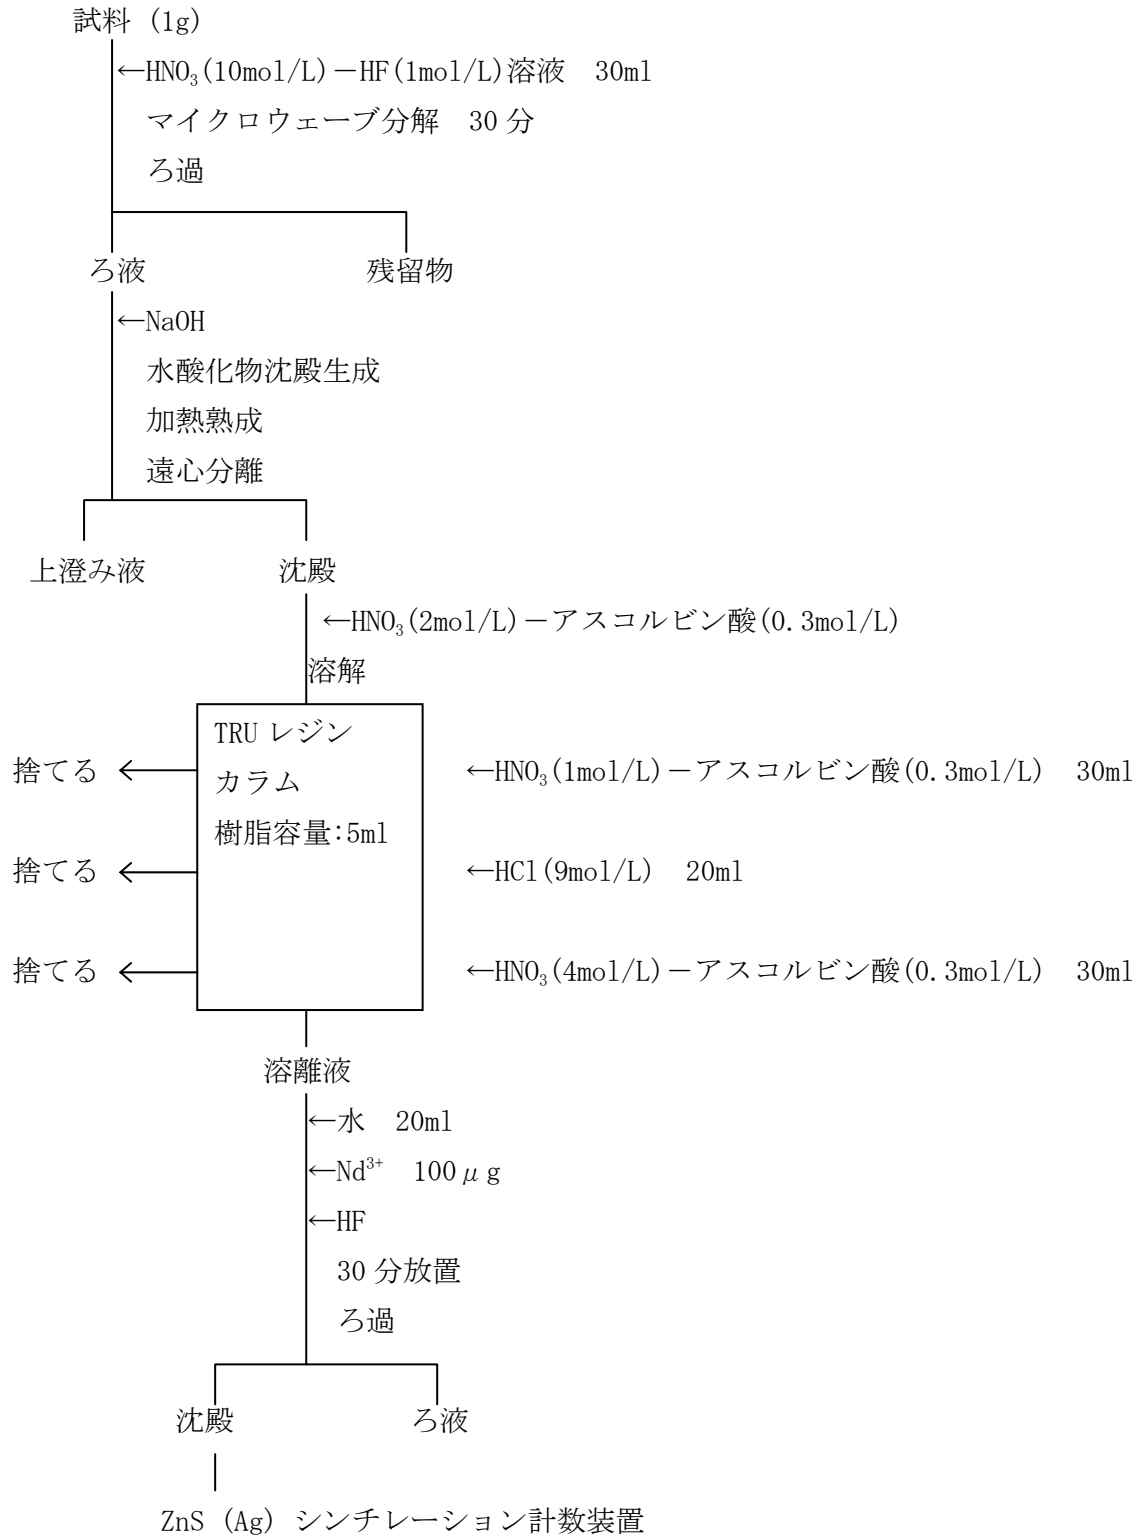 試料 (1g)
←HNO₃(10mol/L)－HF(1mol/L)溶液　30ml
マイクロウェーブ分解　30分
ろ過
ろ液　残留物
←NaOH
水酸化物沈殿生成
加熱熟成
遠心分離
上澄み液　沈殿
←HNO₃(2mol/L)－アスコルビン酸(0.3mol/L)
溶解
TRUレジン
捨てる ←　カラム　←HNO₃(1mol/L)－アスコルビン酸(0.3mol/L)　30ml
樹脂容量:5ml
捨てる ←　←HCl(9mol/L)　20ml
捨てる ←　←HNO₃(4mol/L)－アスコルビン酸(0.3mol/L)　30ml
溶離液
←水　20ml
←Nd³⁺　100μg
←HF
30分放置
ろ過
沈殿　ろ液
ZnS (Ag) シンチレーション計数装置